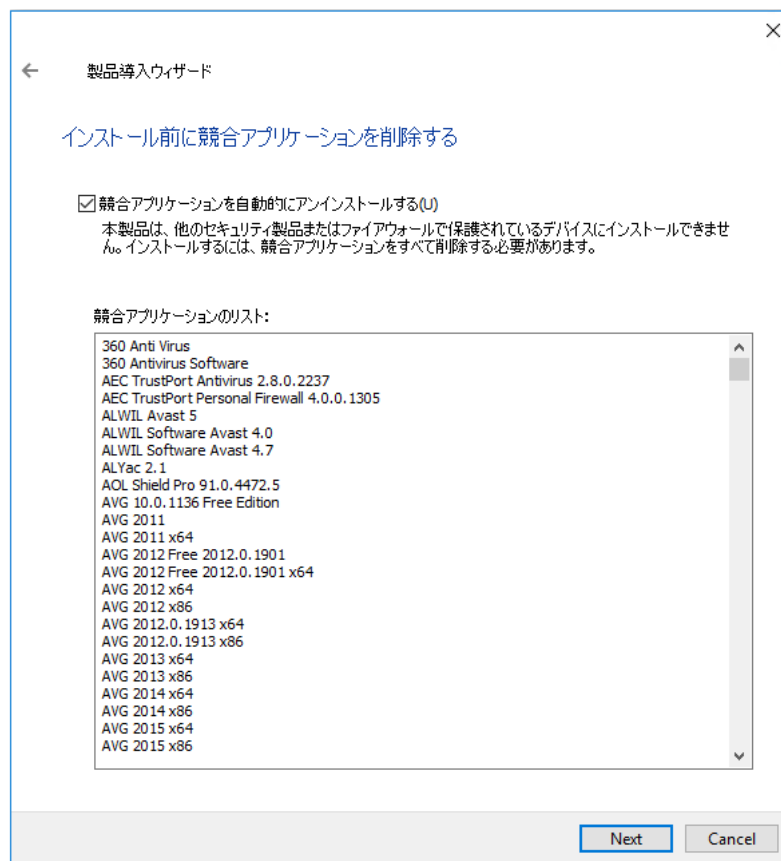 製品導入ウィザード
インストール前に競合アプリケーションを削除する
競合アプリケーションを自動的にアンインストールする(U)
本製品は、他のセキュリティ製品またはファイアウォールで保護されているデバイスにインストールできませ
ん。インストールするには、競合アプリケーションをすべて削除する必要があります。
競合アプリケーションのリスト:
360 Anti Virus
360 Antivirus Software
AEC TrustPort Antivirus 2.8.0.2237
AEC TrustPort Personal Firewall 4.0.0.1305
ALWIL Avast 5
ALWIL Software Avast 4.0
ALWIL Software Avast 4.7
ALYac 2.1
AOL Shield Pro 91.0.4472.5
AVG 10.0.1136 Free Edition
AVG 2011
AVG 2011 x64
AVG 2012 Free 2012.0.1901
AVG 2012 Free 2012.0.1901 x64
AVG 2012 x64
AVG 2012 x86
AVG 2012.0.1913 x64
AVG 2012.0.1913 x86
AVG 2013 x64
AVG 2013 x86
AVG 2014 x64
AVG 2014 x86
AVG 2015 x64
AVG 2015 x86
Next
Cancel